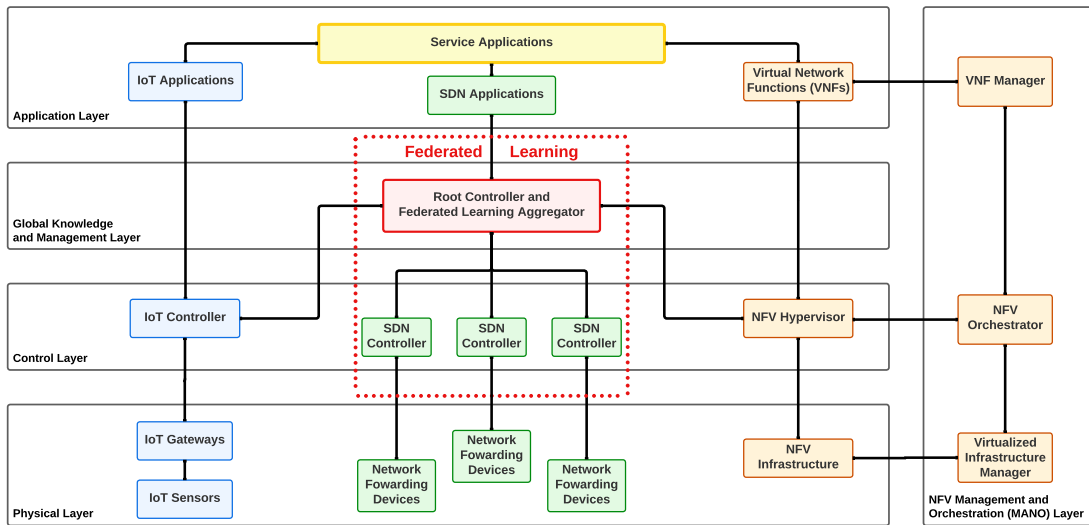 Service Applications
IoT Applications
SDN Applications
Virtual Network
Functions (VNFs)
VNF Manager
Application Layer
Federated Learning
Root Controller and
Federated Learning Aggregator
Global Knowledge
and Management Layer
IoT Controller
SDN
Controller
SDN
Controller
SDN
Controller
NFV Hypervisor
NFV
Orchestrator
Control Layer
IoT Gateways
IoT Sensors
Network
Fowarding
Devices
Network
Fowarding
Devices
Network
Fowarding
Devices
NFV
Infrastructure
Virtualized
Infrastructure
Manager
Physical Layer
NFV Management and
Orchestration (MANO) Layer